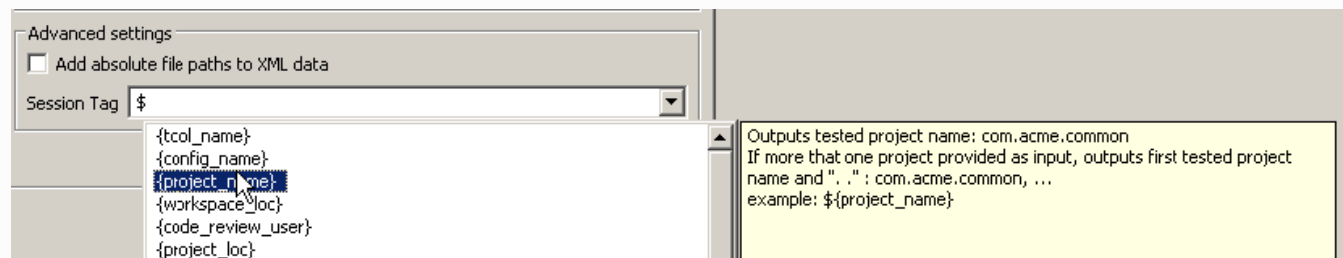 Advanced settings
Add absolute file paths to XML data
Session Tag $
{tcol_name}
{config_name}
{project_name}
{workspace_loc}
{code_review_user}
{project_loc}
Outputs tested project name: com.acme.common
If more that one project provided as input, outputs first tested project
name and ". ." : com.acme.common, ...
example: ${project_name}